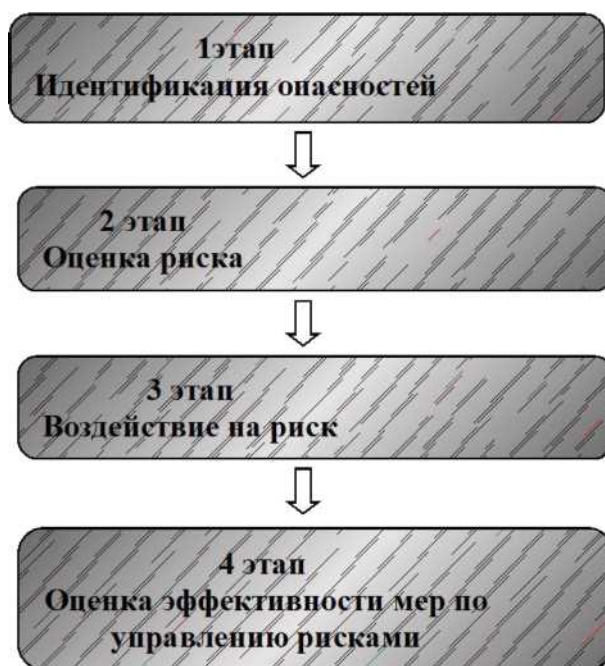 1этап
Идентификация опасностей
2 этап
Оценка риска
3 этап
Воздействие на риск
4 этап
Оценка эффективности мер по
управлению рисками